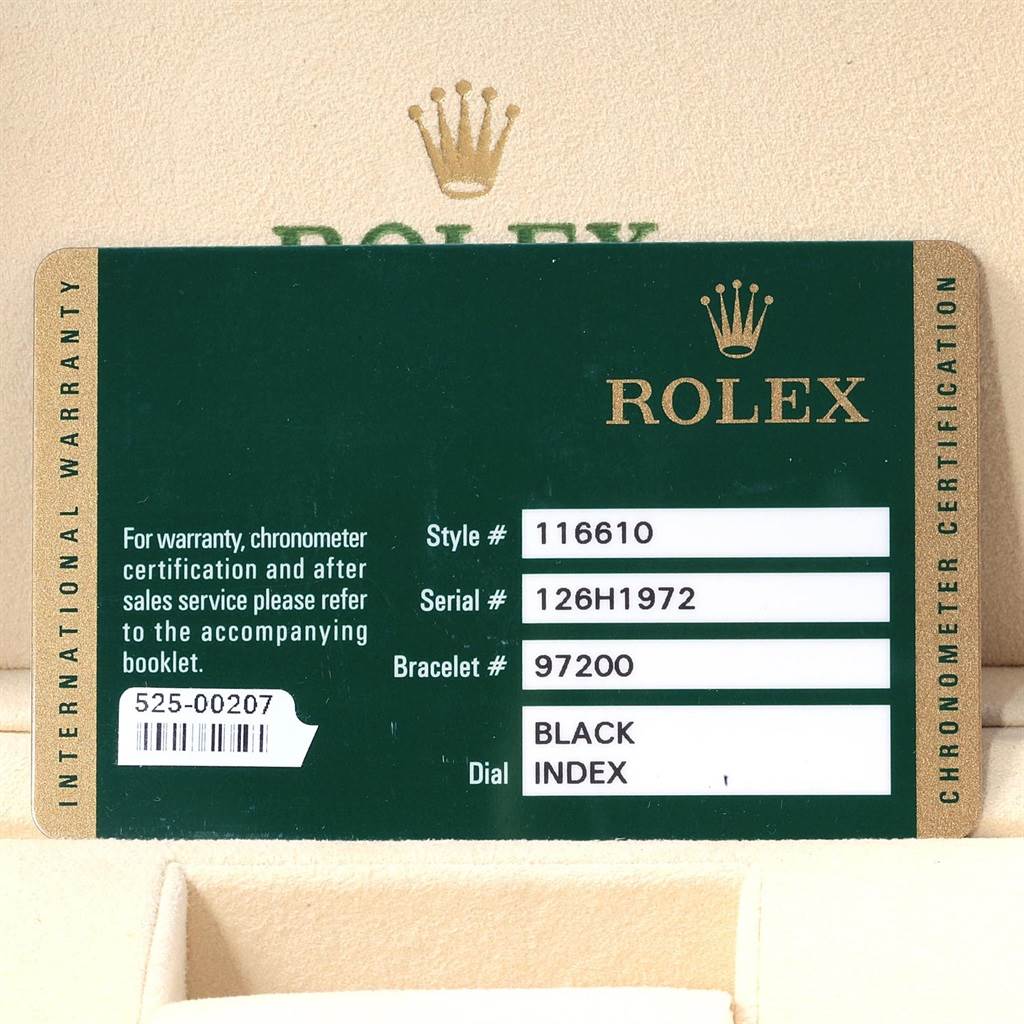 ROLEX
INTERNATIONAL WARRANTY
ROLEX
For warranty, chronometer
certification and after
sales service please refer
to the accompanying
booklet.
525-00207
Style # 116610
Serial # 126H1972
Bracelet # 97200
Dial BLACK
INDEX
CHRONOMETER CERTIFICATION